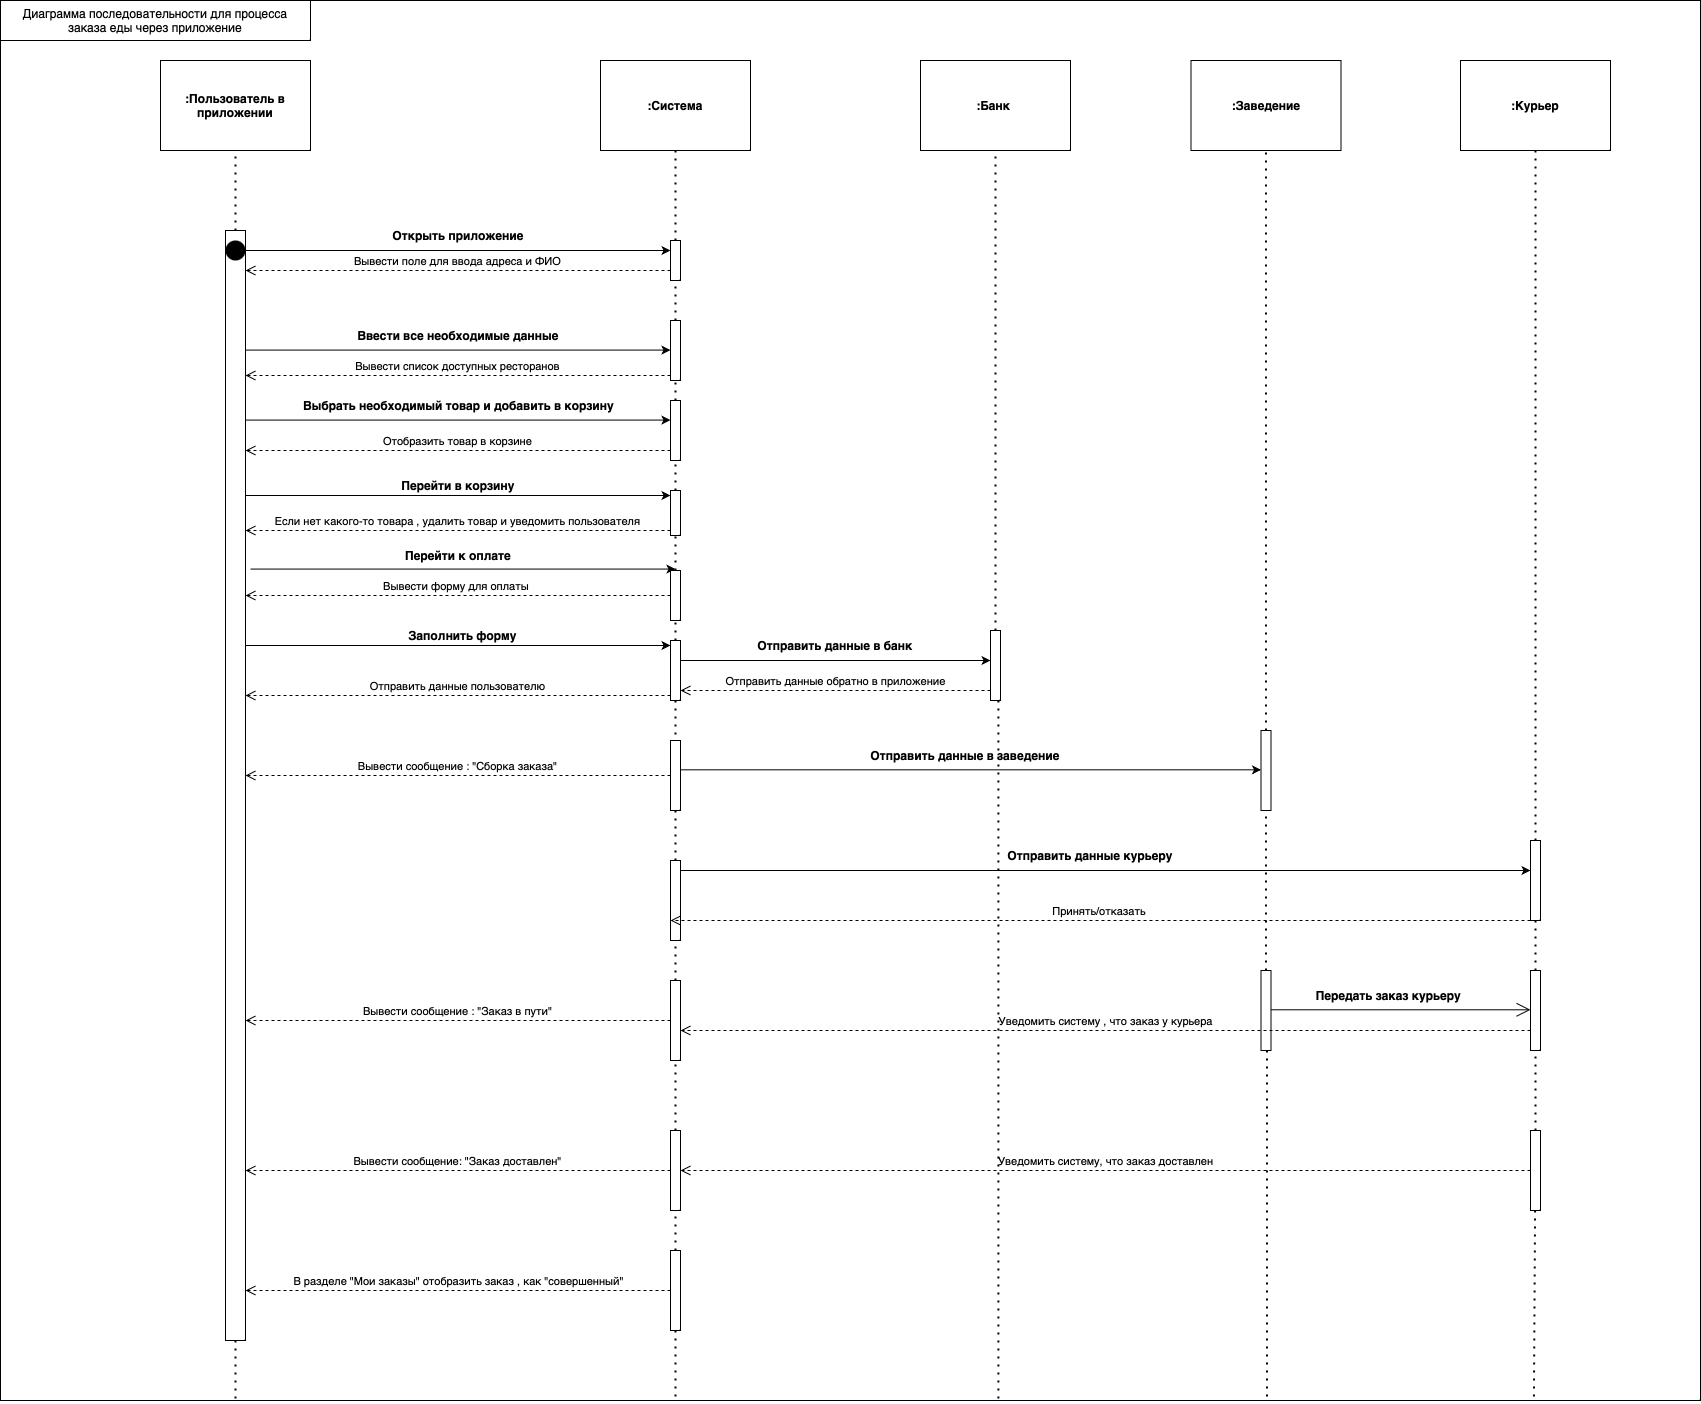 Диаграмма последовательности для процесса
заказа еды через приложение
:Пользователь в
приложении
:Система
:Банк
:Заведение
:Курьер
Открыть приложение
Вывести поле для ввода адреса и ФИО
Ввести все необходимые данные
Вывести список доступных ресторанов
Выбрать необходимый товар и добавить в корзину
Отобразить товар в корзине
Перейти в корзину
Если нет какого-то товара , удалить товар и уведомить пользователя
Перейти к оплате
Вывести форму для оплаты
Заполнить форму
Отправить данные в банк
Отправить данные обратно в приложение
Отправить данные пользователю
Отправить данные в заведение
Вывести сообщение : "Сборка заказа"
Отправить данные курьеру
Принять/отказать
Передать заказ курьеру
Вывести сообщение : "Заказ в пути"
Уведомить систему , что заказ у курьера
Вывести сообщение: "Заказ доставлен"
Уведомить систему, что заказ доставлен
В разделе "Мои заказы" отобразить заказ , как "совершенный"